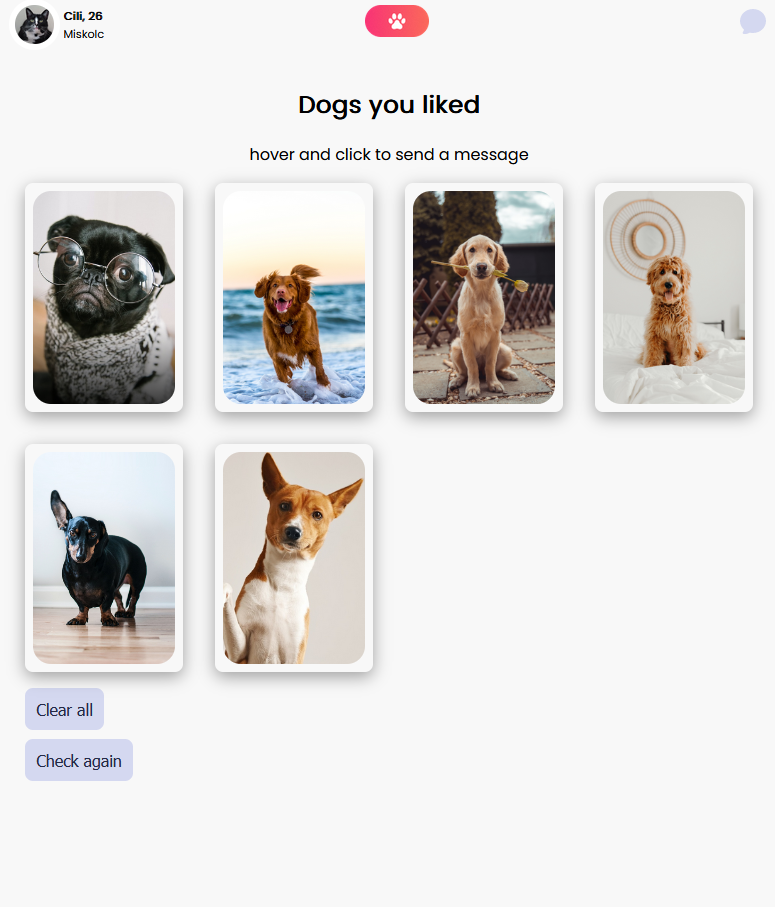 Cili, 26
Miskolc
Dogs you liked
hover and click to send a message
Clear all
Check again